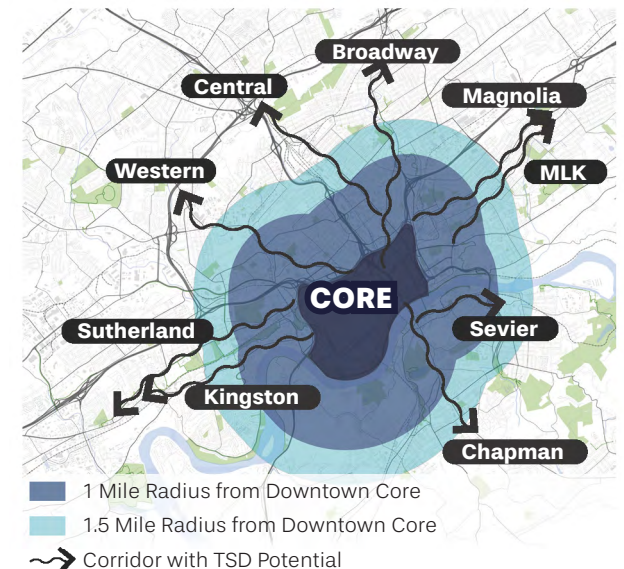 Broadway
Central
Magnolia
Western
MLK
CORE
Sutherland
Sevier
Kingston
Chapman
1 Mile Radius from Downtown Core
1.5 Mile Radius from Downtown Core
Corridor with TSD Potential